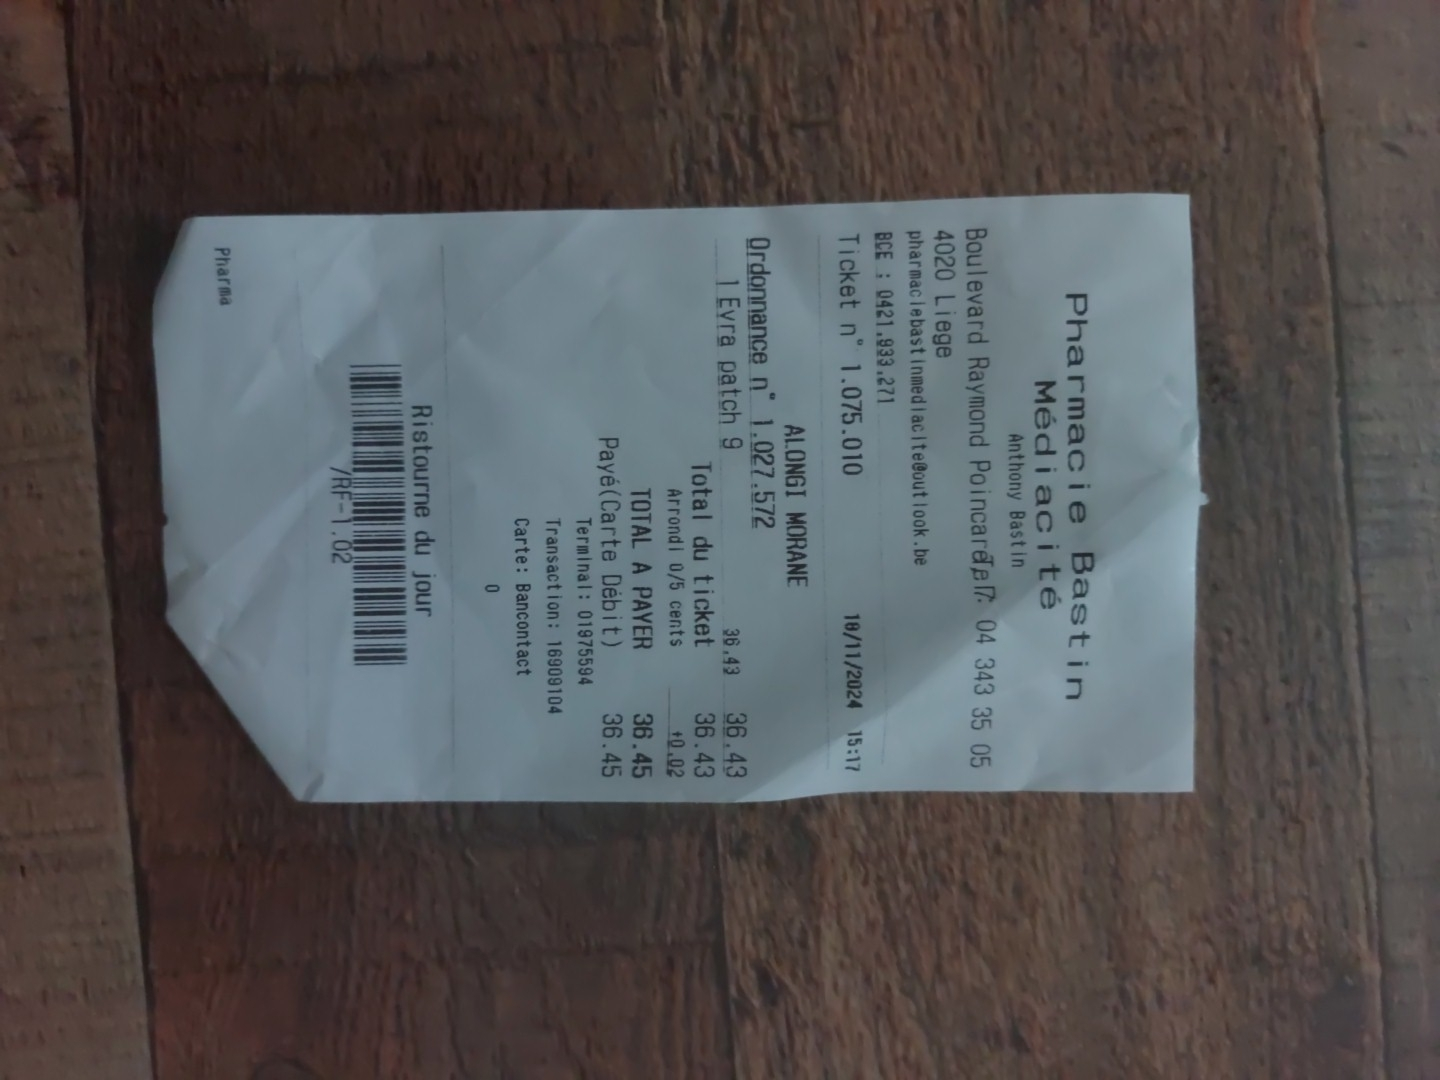 Pharmacie Bastin
Médiacité
Anthony Bastin
Boulevard Raymond Poincaré, 7 Tel: 04 343 35 05
4020 Liege
pharmaciebastinmediacite@outlook.be
BCE : 0421.933.271
Ticket n° 1.075.010 18/11/2024 15:17
ALONGI MORANE
Ordonnance n° 1.027.572
1 Evra patch 9 36,43 36.43
Total du ticket 36.43
Arrondi 0/5 cents +0.02
TOTAL A PAYER 36.45
Payé(Carte Débit) 36.45
Terminal: 01975594
Transaction: 16909104
Carte: Bancontact
0
Ristourne du jour
/RF-1.02
Pharma